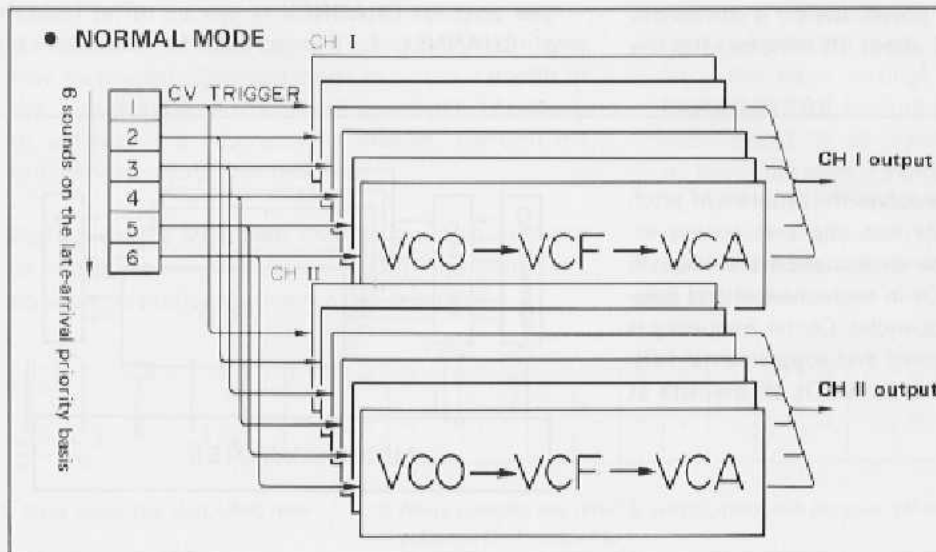 • NORMAL MODE
CH I
CV TRIGGER
1
2
3
4
5
6
6 sounds on the late-arrival priority basis
CH I output
VCO VCF VCA
CH II
CH II output
VCO VCF VCA